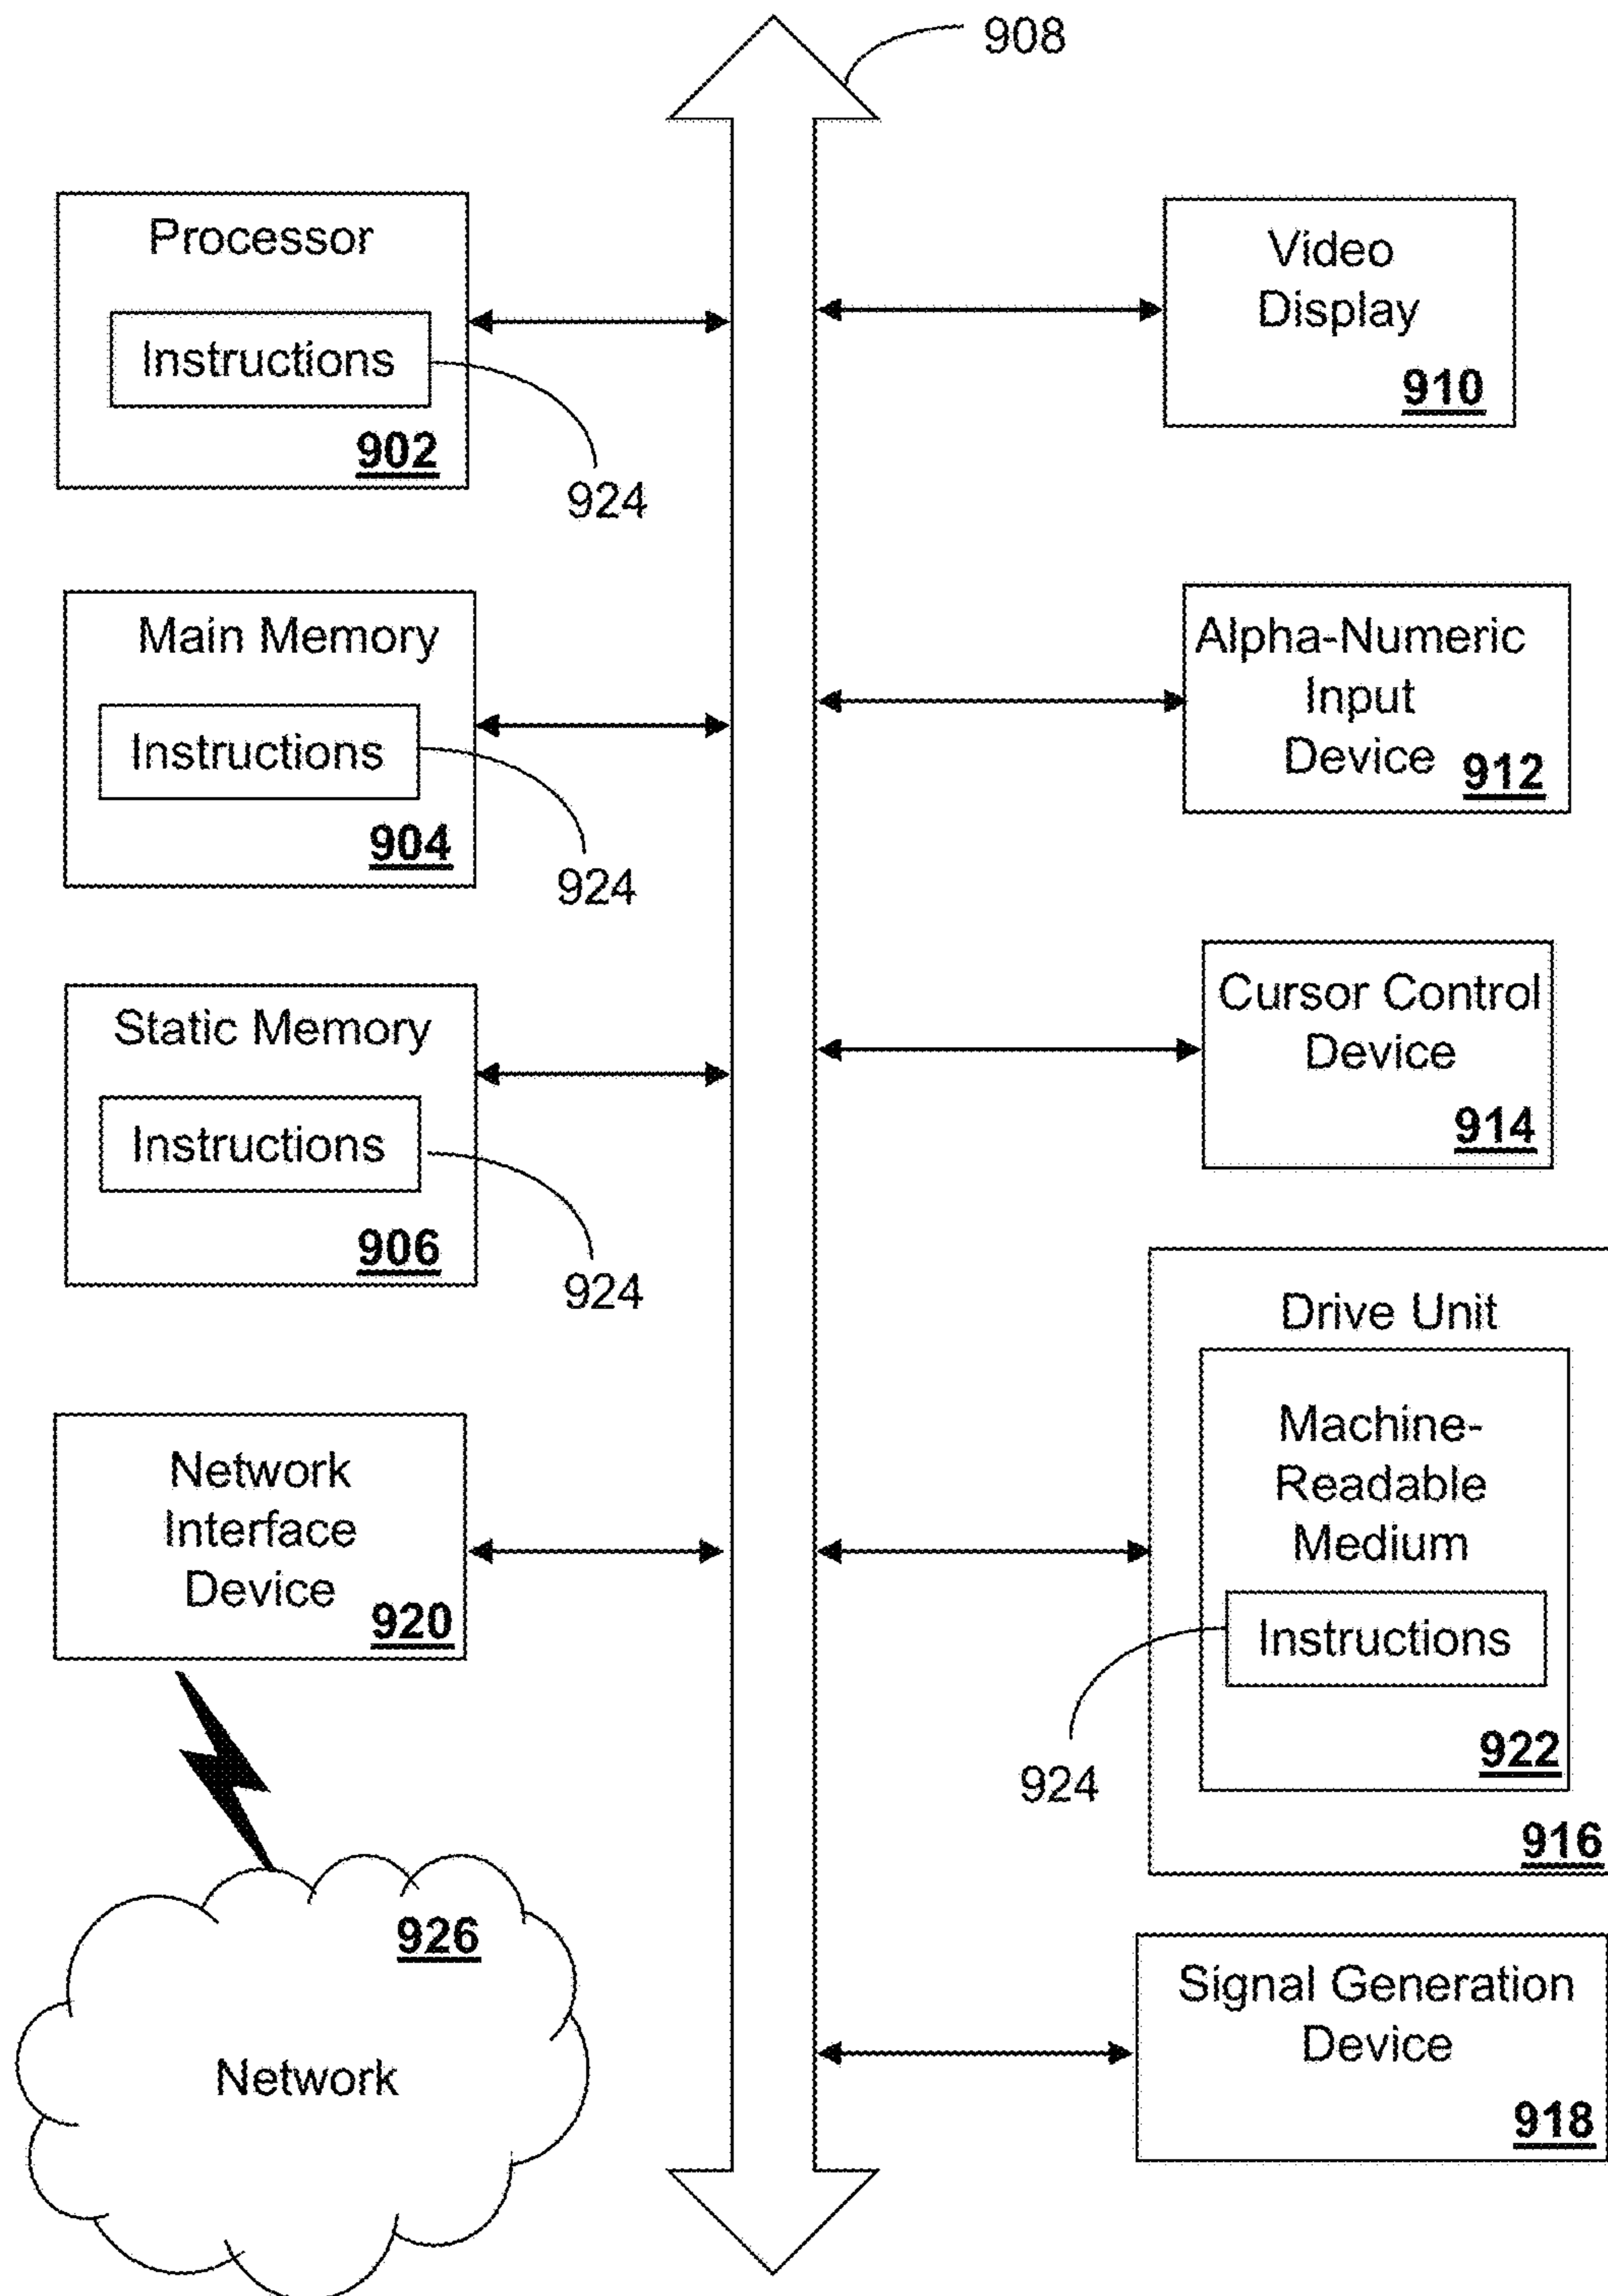 908
Processor
Instructions
902
924
Main Memory
Instructions
904
924
Static Memory
Instructions
906
924
Network
Interface
Device
920
926
Network
Video
Display
910
Alpha-Numeric
Input
Device
912
Cursor Control
Device
914
Drive Unit
Machine-
Readable
Medium
Instructions
922
924
916
Signal Generation
Device
918